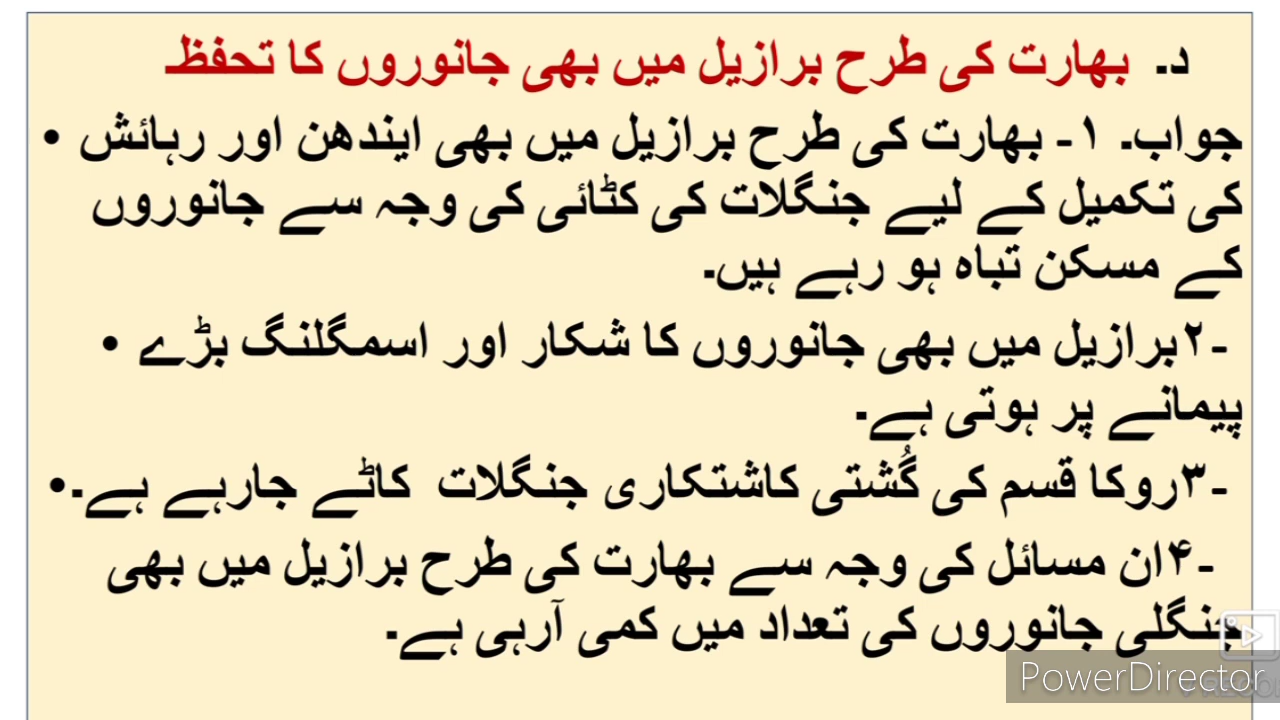 د۔ بھارت کی طرح برازیل میں بھی جانوروں کا تحفظ
جواب۔ ۱۔ بھارت کی طرح برازیل میں بھی ایندھن اور رہائش •
کی تکمیل کے لیے جنگلات کی کٹائی کی وجہ سے جانوروں
کے مسکن تباہ ہو رہے ہیں۔
۔۲برازیل میں بھی جانوروں کا شکار اور اسمگلنگ بڑے •
پیمانے پر ہوتی ہے۔
۔۳روکا قسم کی گُشتی کاشتکاری جنگلات کاٹے جارہے ہے۔•
۔۴ان مسائل کی وجہ سے بھارت کی طرح برازیل میں بھی
جنگلی جانوروں کی تعداد میں کمی آرہی ہے۔
PowerDirector